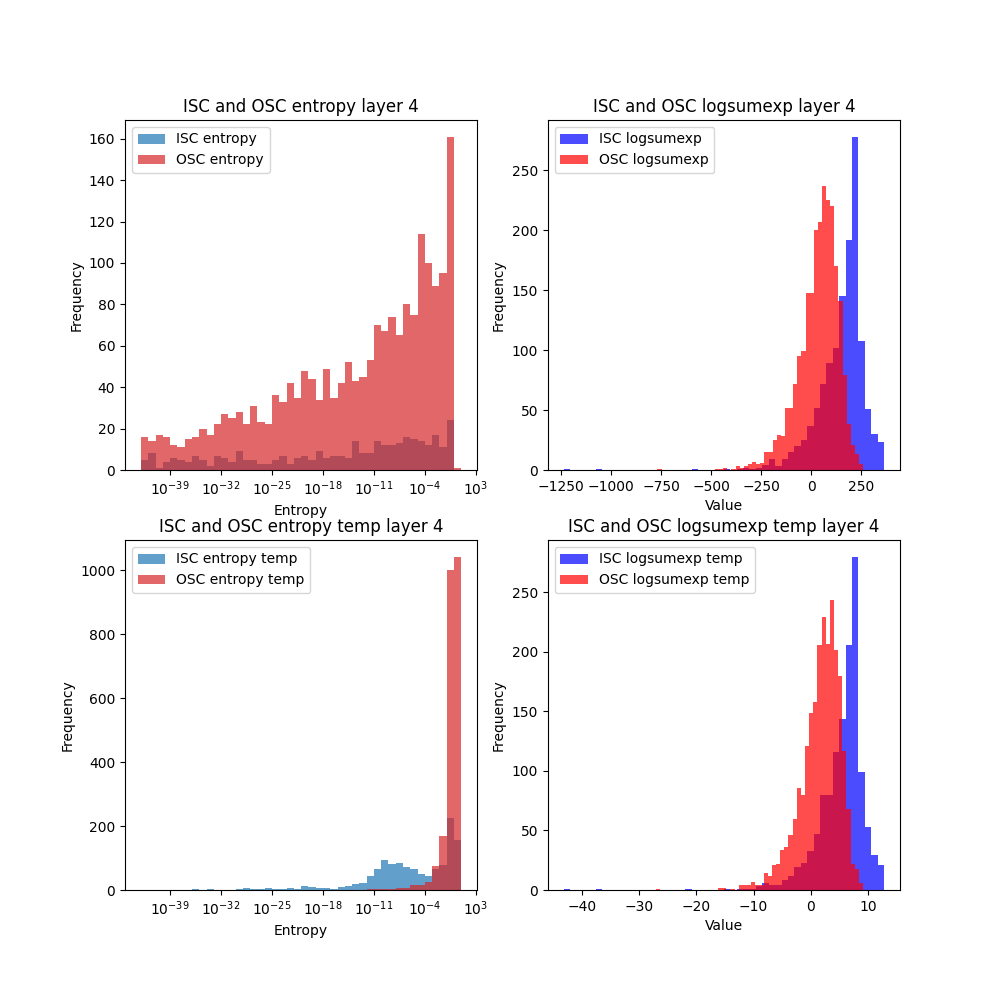 ISC and OSC entropy layer 4
ISC entropy
OSC entropy
160
140
120
100
80
60
40
20
0
Frequency
10^{-39} 10^{-32} 10^{-25} 10^{-18} 10^{-11} 10^{-4} 10^{3}
Entropy
ISC and OSC logsumexp layer 4
ISC logsumexp
OSC logsumexp
250
200
150
100
50
0
Frequency
−1250 −1000 −750 −500 −250 0 250
Value
ISC and OSC entropy temp layer 4
ISC entropy temp
OSC entropy temp
1000
800
600
400
200
0
Frequency
10^{-39} 10^{-32} 10^{-25} 10^{-18} 10^{-11} 10^{-4} 10^{3}
Entropy
ISC and OSC logsumexp temp layer 4
ISC logsumexp temp
OSC logsumexp temp
250
200
150
100
50
0
Frequency
−40 −30 −20 −10 0 10
Value